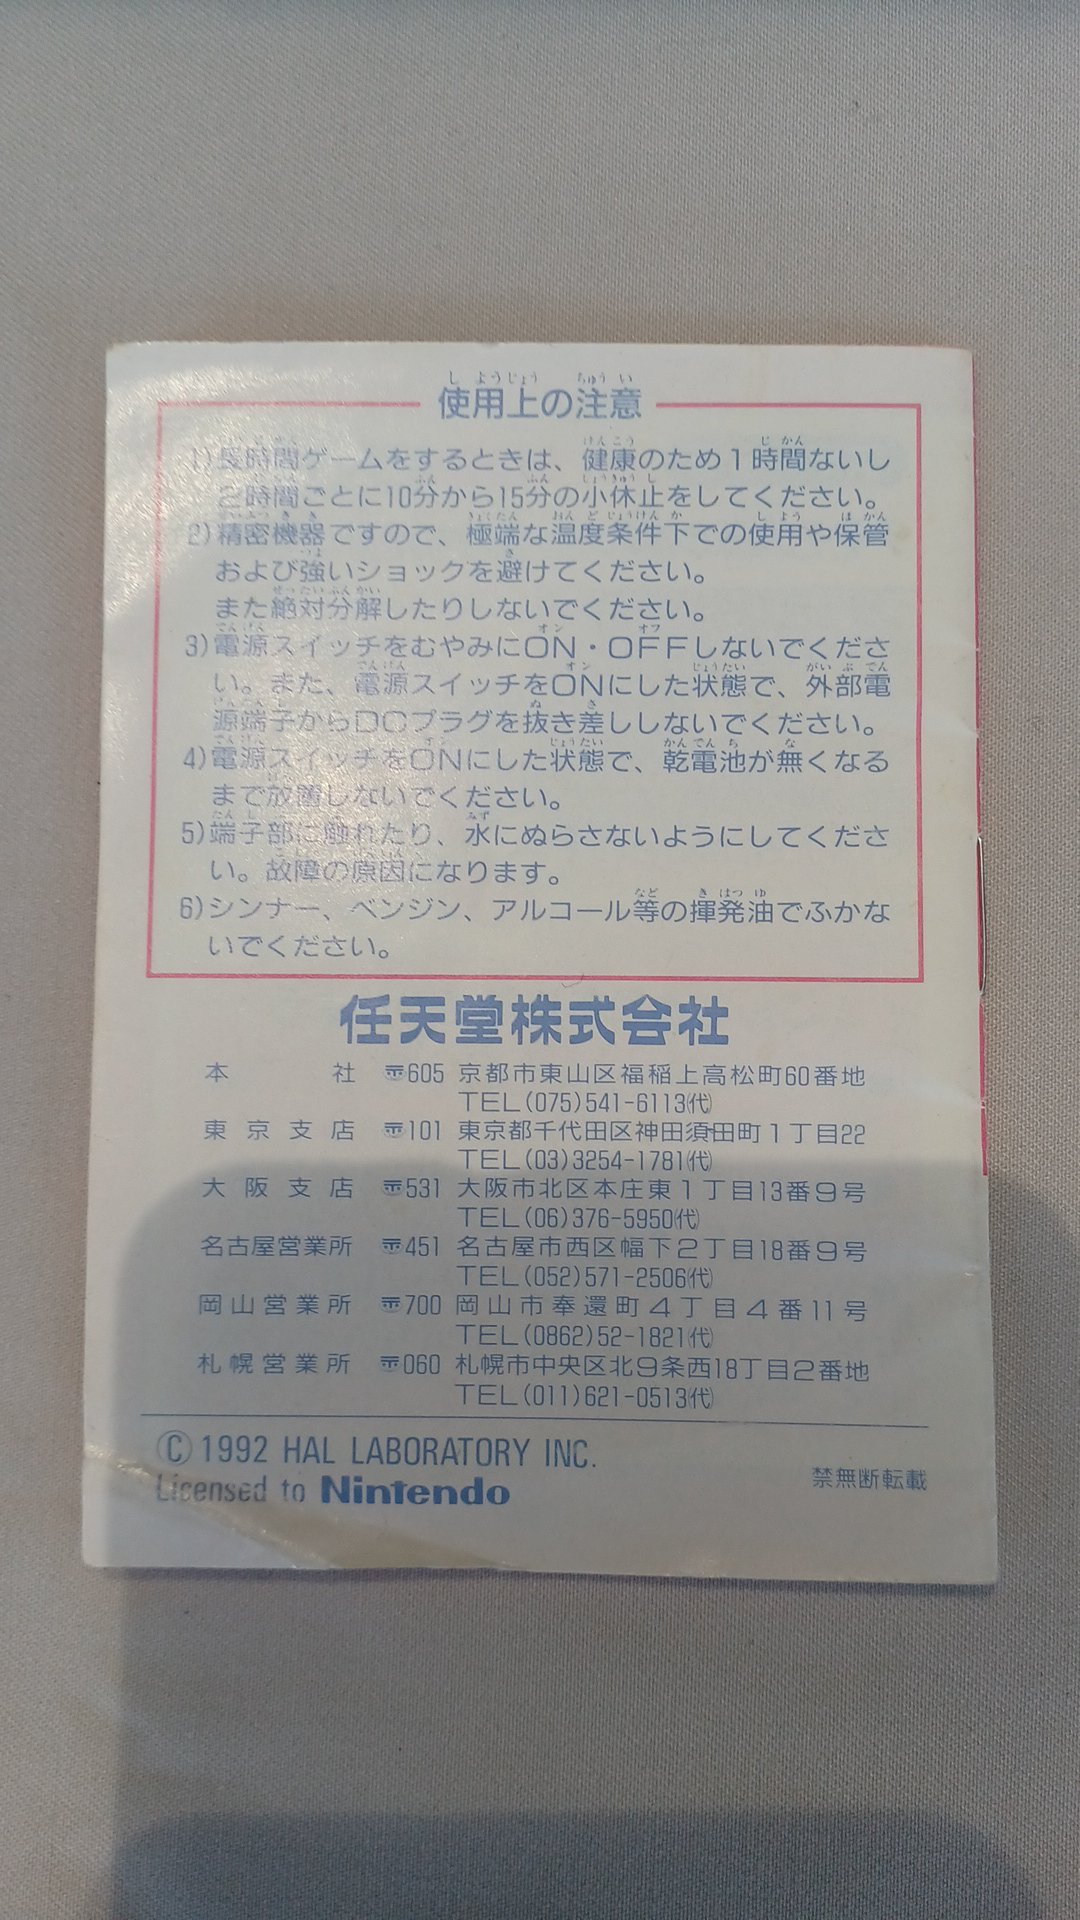 使用上の注意
1)長時間ゲームをするときは、健康のため1時間ないし
2時間ごとに10分から15分の小休止をしてください。
2)精密機器ですので、極端な温度条件下での使用や保管
および強いショックを避けてください。
また絶対分解したりしないでください。
3)電源スイッチをむやみにON・OFFしないでくださ
い。また、電源スイッチをONにした状態で、外部電
源端子からDCプラグを抜き差ししないでください。
4)電源スイッチをONにした状態で、乾電池が無くなる
まで放置しないでください。
5)端子部に触れたり、水にぬらさないようにしてくださ
い。故障の原因になります。
6)シンナー、ベンジン、アルコール等の揮発油でふかな
いでください。
任天堂株式会社
本社 〒605 京都市東山区福稲上高松町60番地
TEL(075)541-6113(代)
東京支店 〒101 東京都千代田区神田須田町1丁目22
TEL(03)3254-1781(代)
大阪支店 〒531 大阪市北区本庄東1丁目13番9号
TEL(06)376-5950(代)
名古屋営業所 〒451 名古屋市西区幅下2丁目18番9号
TEL(052)571-2506(代)
岡山営業所 〒700 岡山市奉還町4丁目4番11号
TEL(0862)52-1821(代)
札幌営業所 〒060 札幌市中央区北9条西18丁目2番地
TEL(011)621-0513(代)
© 1992 HAL LABORATORY INC.
Licensed to Nintendo
禁無断転載